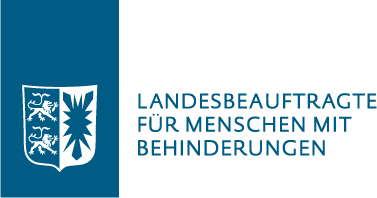 LANDESBEAUFTRAGTE
FÜR MENSCHEN MIT
BEHINDERUNGEN